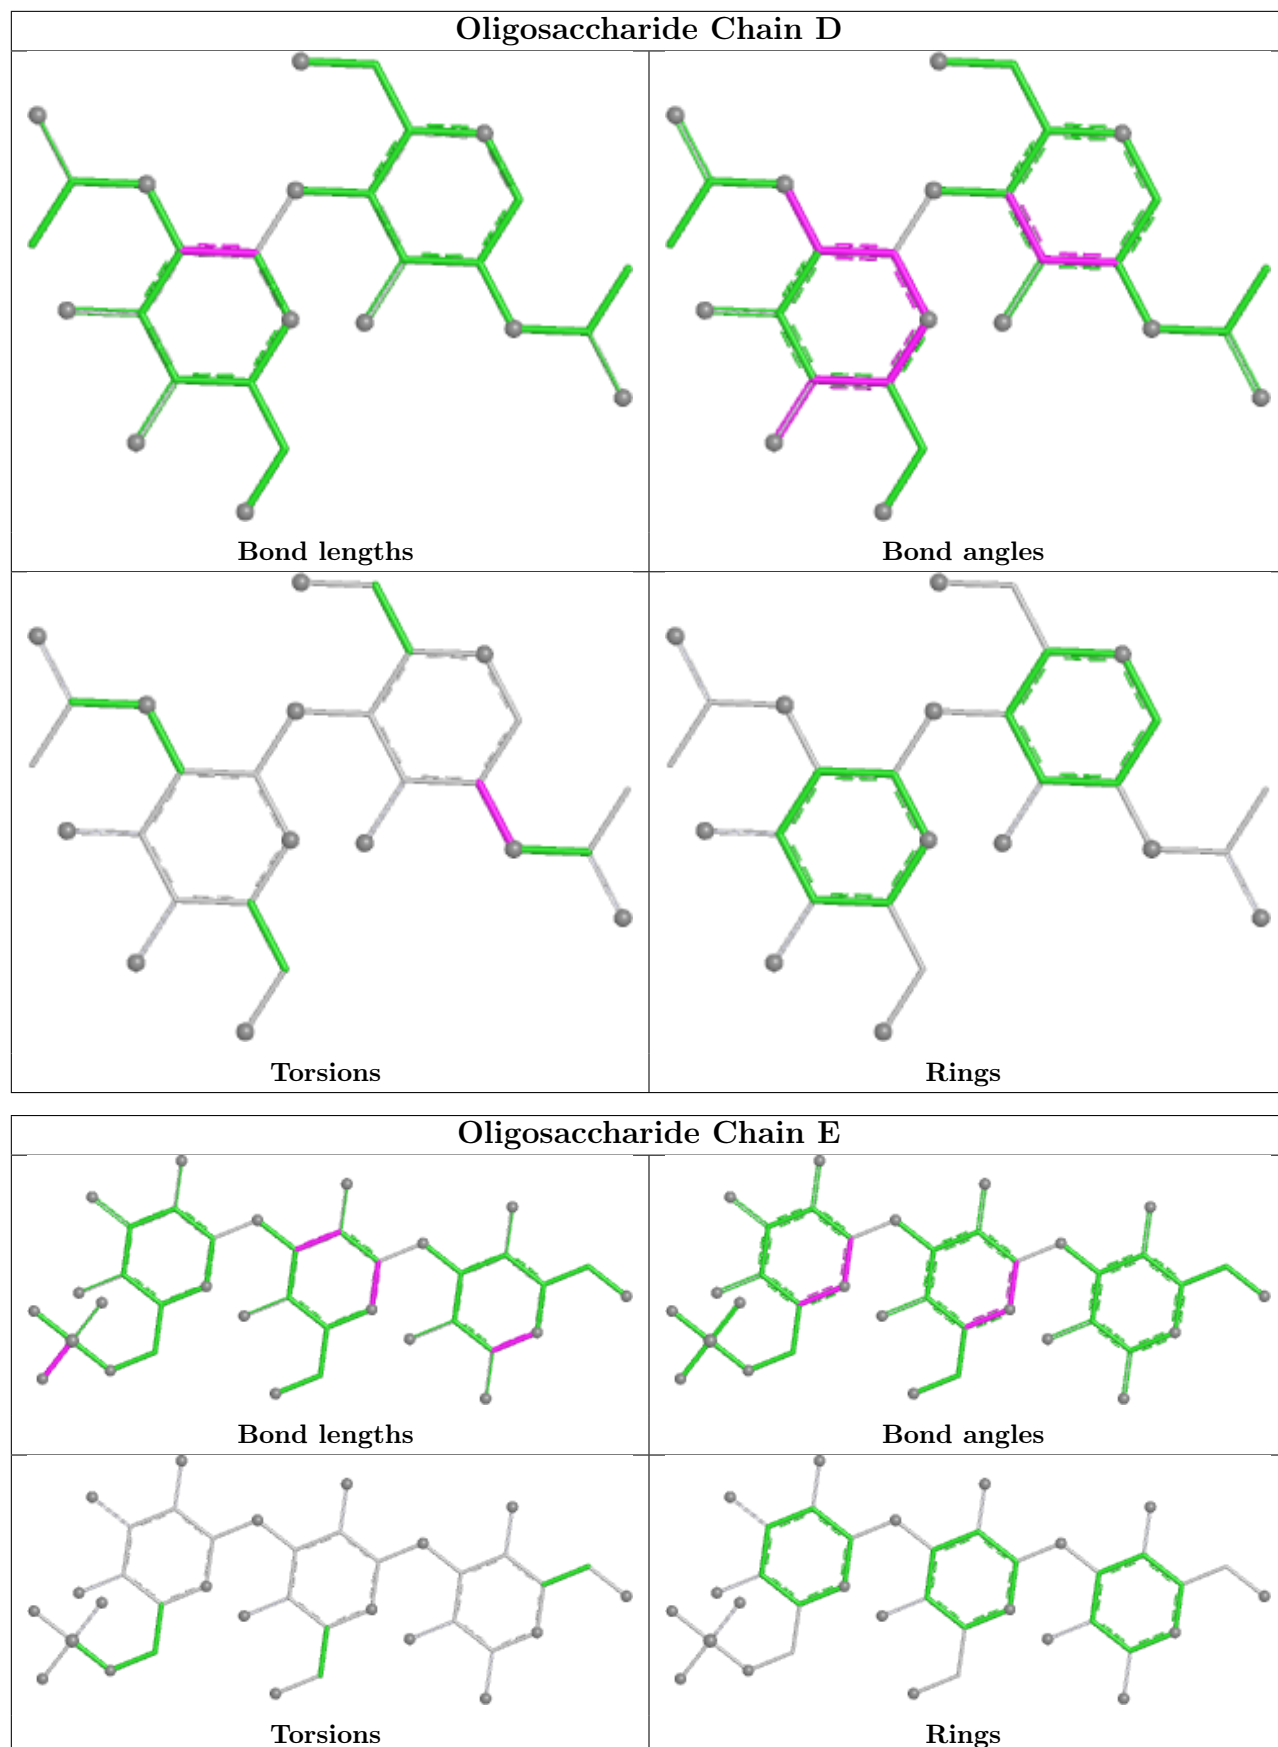 Oligosaccharide Chain D
Bond lengths
Bond angles
Torsions
Rings
Oligosaccharide Chain E
Bond lengths
Bond angles
Torsions
Rings